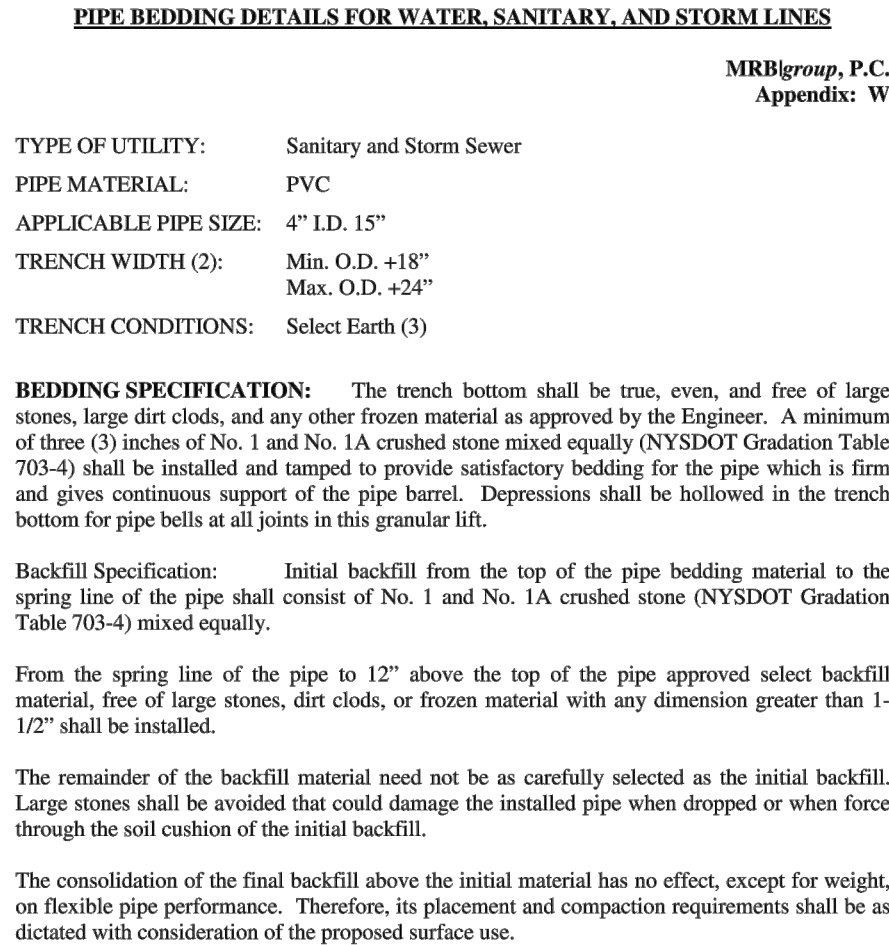 PIPE BEDDING DETAILS FOR WATER, SANITARY, AND STORM LINES
MRB|group, P.C.
Appendix: W
TYPE OF UTILITY: Sanitary and Storm Sewer
PIPE MATERIAL: PVC
APPLICABLE PIPE SIZE: 4” I.D. 15”
TRENCH WIDTH (2): Min. O.D. +18”
Max. O.D. +24”
TRENCH CONDITIONS: Select Earth (3)
BEDDING SPECIFICATION: The trench bottom shall be true, even, and free of large
stones, large dirt clods, and any other frozen material as approved by the Engineer. A minimum
of three (3) inches of No. 1 and No. 1A crushed stone mixed equally (NYSDOT Gradation Table
703-4) shall be installed and tamped to provide satisfactory bedding for the pipe which is firm
and gives continuous support of the pipe barrel. Depressions shall be hollowed in the trench
bottom for pipe bells at all joints in this granular lift.
Backfill Specification: Initial backfill from the top of the pipe bedding material to the
spring line of the pipe shall consist of No. 1 and No. 1A crushed stone (NYSDOT Gradation
Table 703-4) mixed equally.
From the spring line of the pipe to 12” above the top of the pipe approved select backfill
material, free of large stones, dirt clods, or frozen material with any dimension greater than 1-
1/2” shall be installed.
The remainder of the backfill material need not be as carefully selected as the initial backfill.
Large stones shall be avoided that could damage the installed pipe when dropped or when force
through the soil cushion of the initial backfill.
The consolidation of the final backfill above the initial material has no effect, except for weight,
on flexible pipe performance. Therefore, its placement and compaction requirements shall be as
dictated with consideration of the proposed surface use.